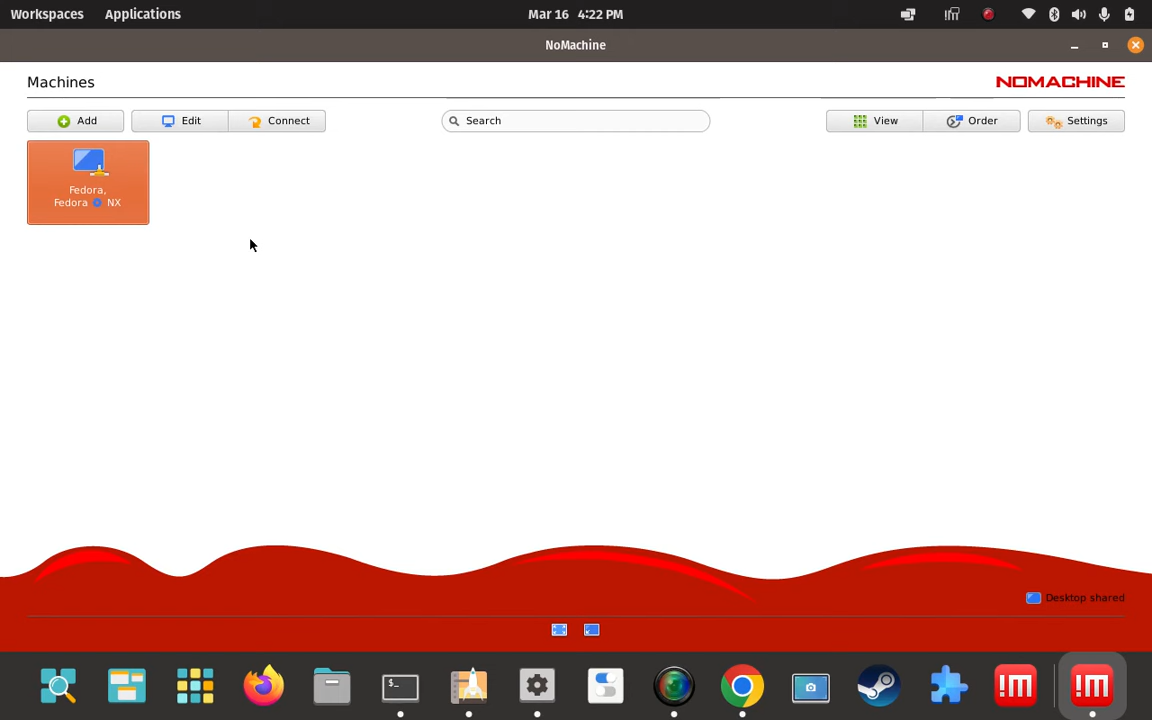 Workspaces Applications Mar 16 4:22 PM
NoMachine
Machines NOMACHINE
Add Edit Connect Search View Order Settings
Fedora,
Fedora NX
Desktop shared
$_ !M !M